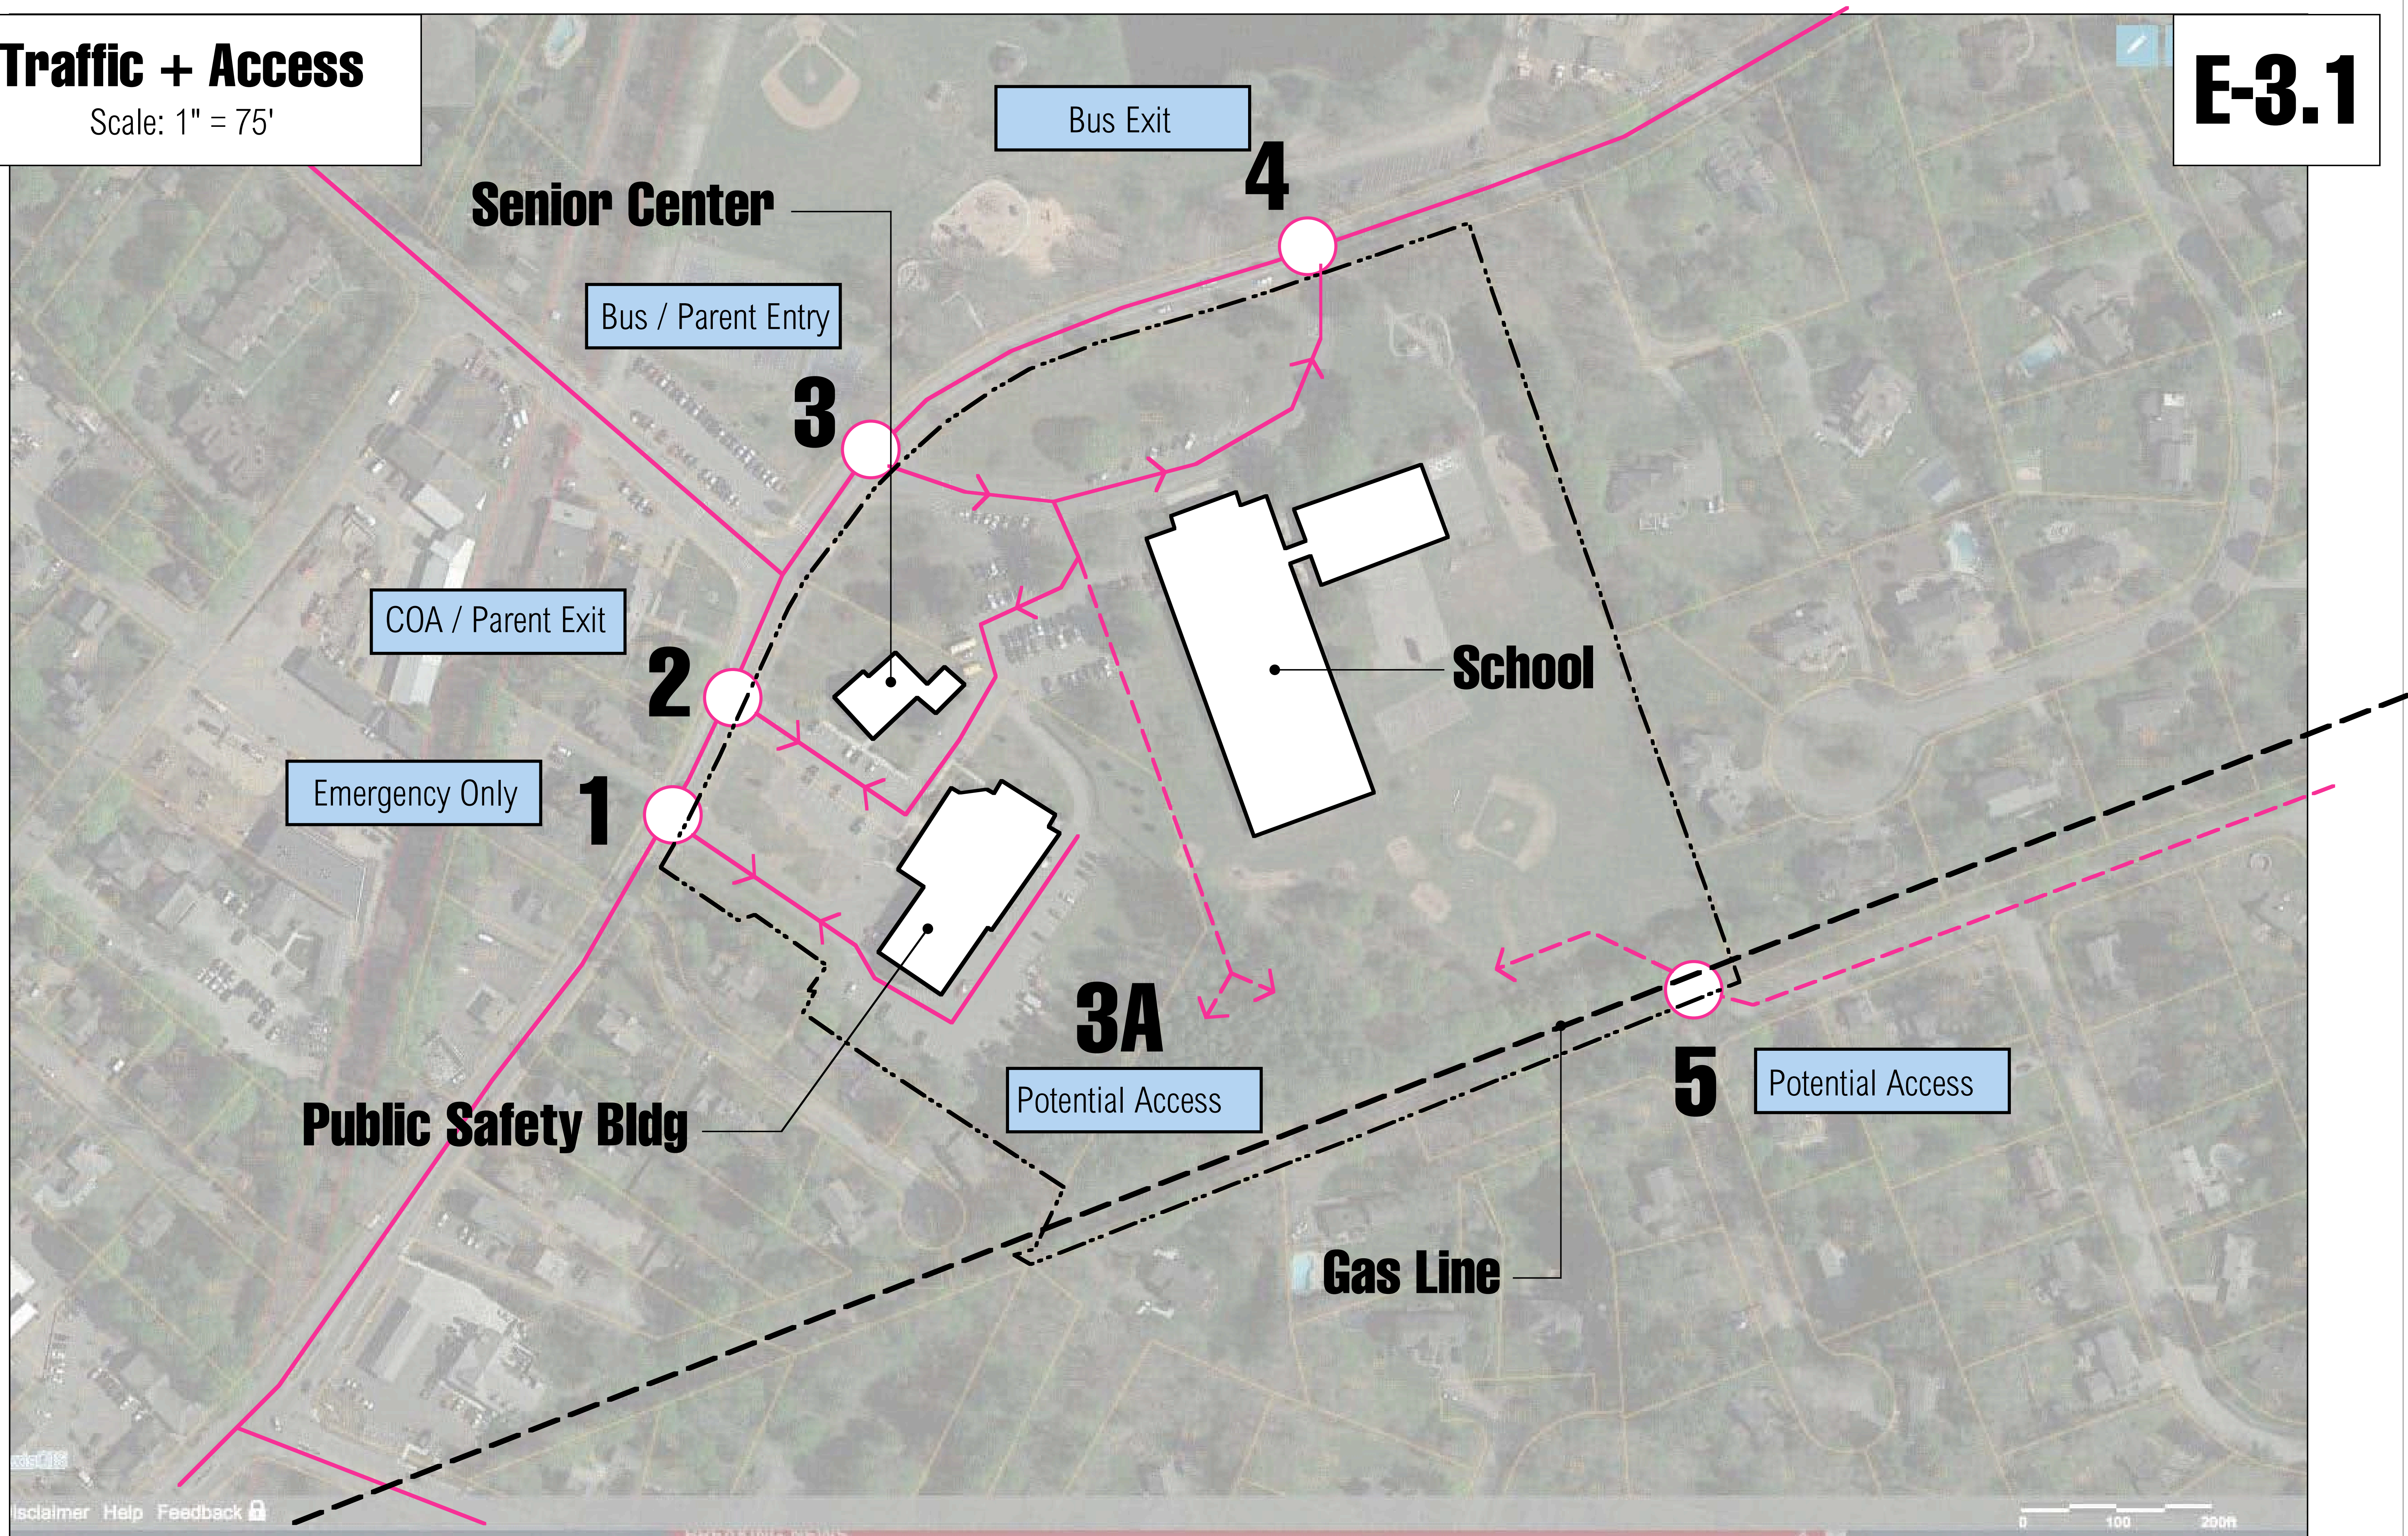 Traffic + Access
Scale: 1" = 75'
E-3.1
Bus Exit
4
Senior Center
Bus / Parent Entry
3
COA / Parent Exit
2
School
Emergency Only
1
3A
Potential Access
5
Potential Access
Public Safety Bldg
Gas Line
isclaimer Help Feedback
0 100 200ft
BREAKING NEWS